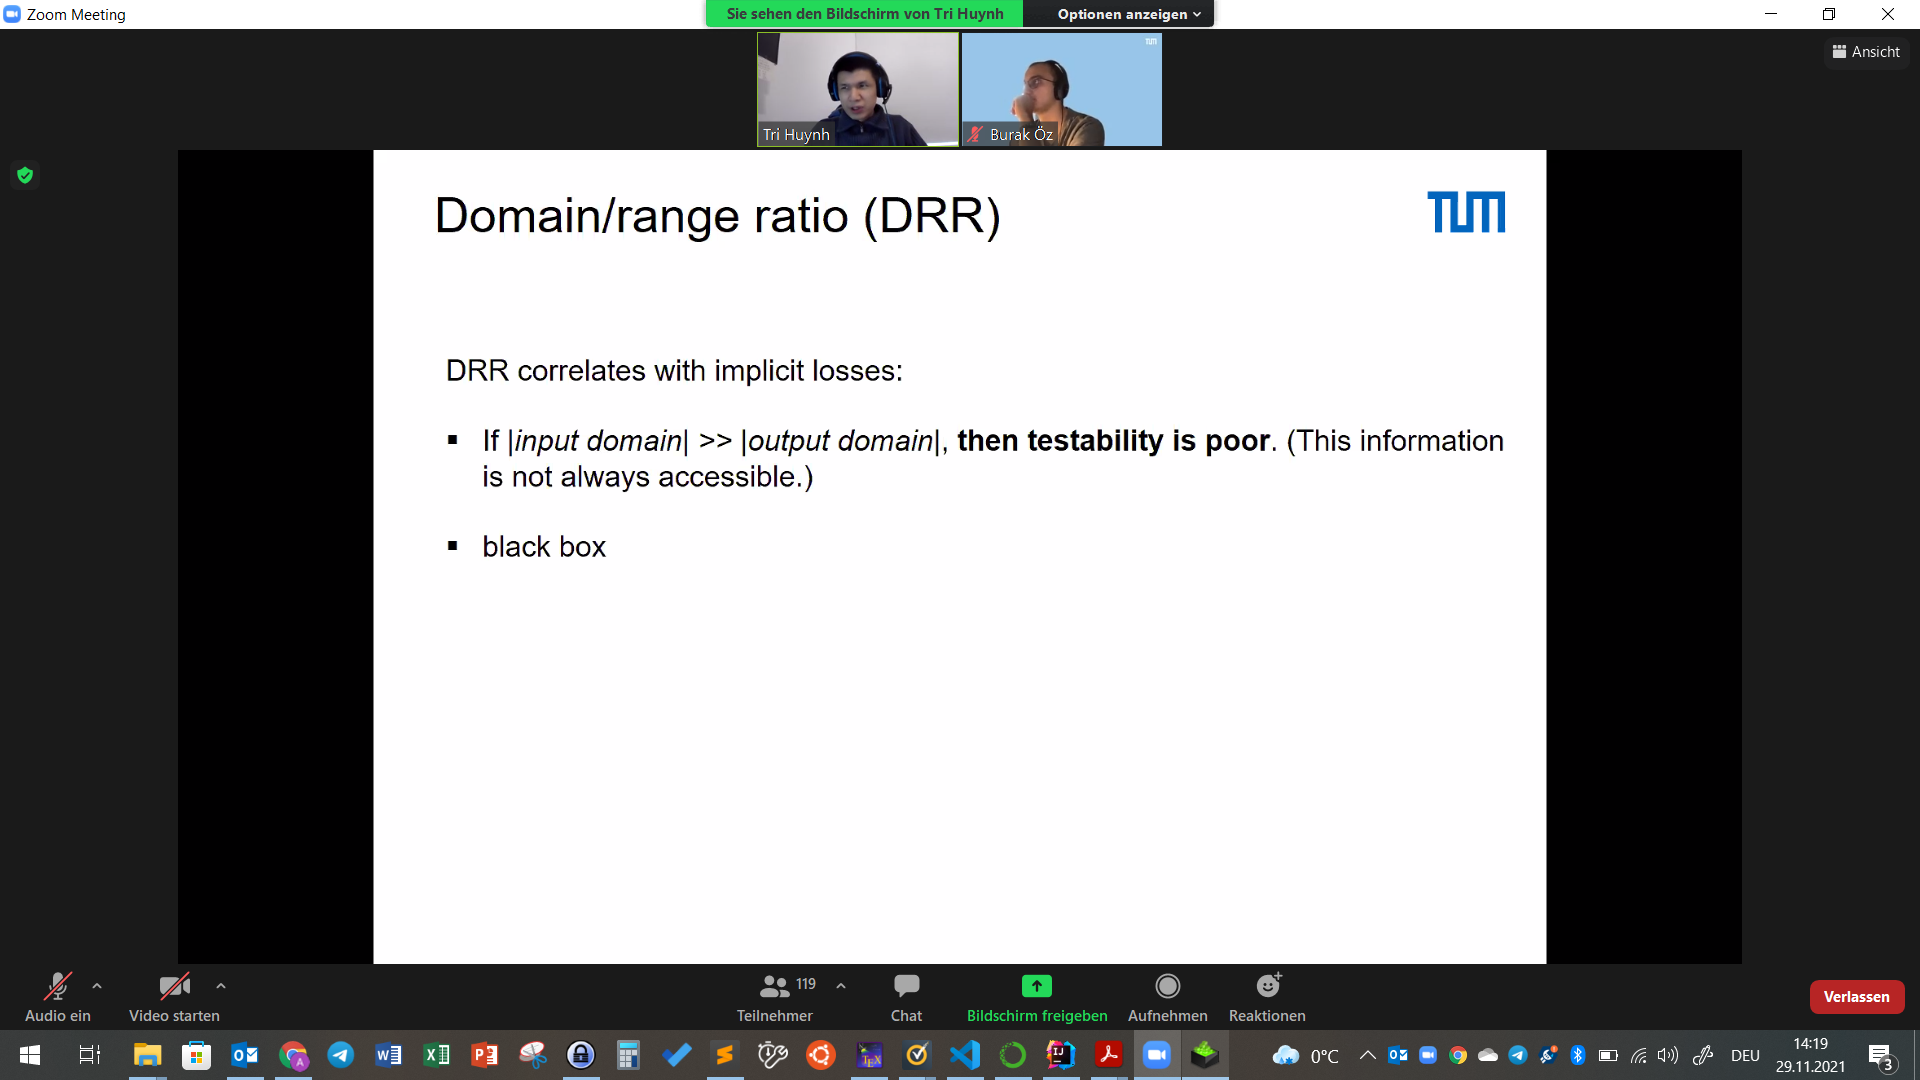 Zoom Meeting
Sie sehen den Bildschirm von Tri Huynh
Optionen anzeigen
Ansicht
TUM
Tri Huynh
Burak Öz
Domain/range ratio (DRR)
TUM
DRR correlates with implicit losses:
▪ If |input domain| >> |output domain|, then testability is poor. (This information
is not always accessible.)
▪ black box
Audio ein
Video starten
119
Teilnehmer
Chat
Bildschirm freigeben
Aufnehmen
Reaktionen
Verlassen
0°C
DEU
14:19
29.11.2021
3